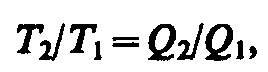 T₂/T₁ = Q₂/Q₁,